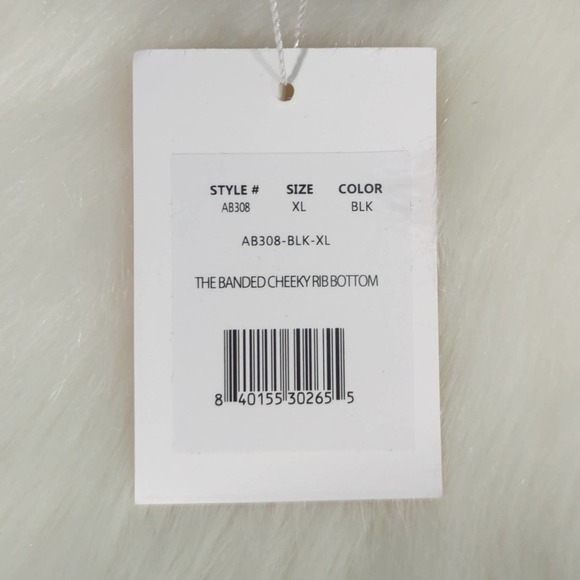 STYLE # SIZE COLOR
AB308 XL BLK
AB308-BLK-XL
THE BANDED CHEEKY RIB BOTTOM
8 40155 30265 5